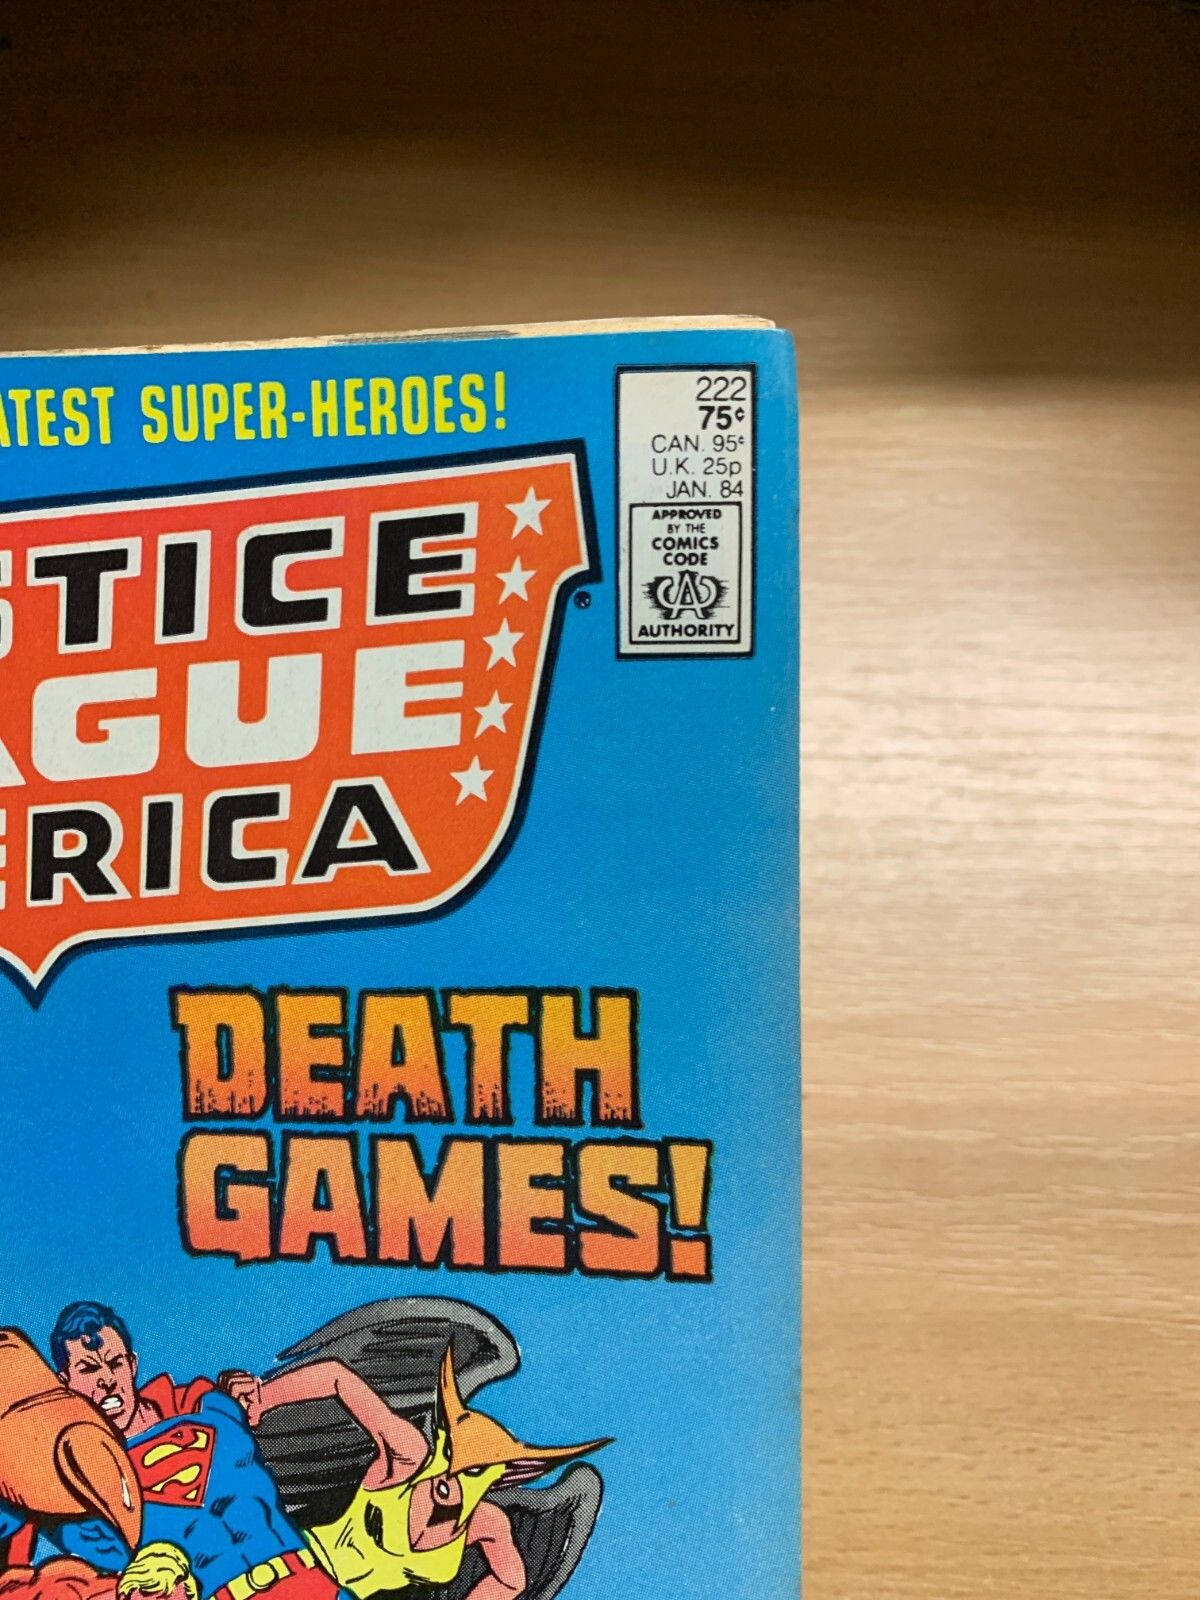 ATEST SUPER-HEROES!
222
75¢
CAN. 95¢
U.K. 25p
JAN. 84
APPROVED
BY THE
COMICS
CODE
CA
AUTHORITY
STICE
AGUE
ERICA
®
DEATH
GAMES!
S